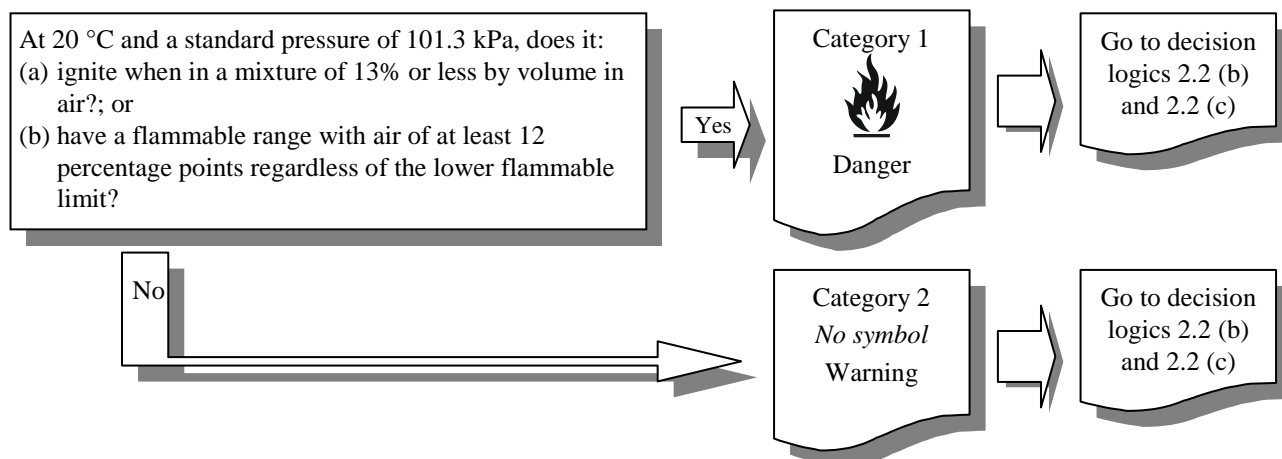 At 20 °C and a standard pressure of 101.3 kPa, does it:
(a) ignite when in a mixture of 13% or less by volume in
air?; or
(b) have a flammable range with air of at least 12
percentage points regardless of the lower flammable
limit?
Yes
Category 1
Danger
Go to decision
logics 2.2 (b)
and 2.2 (c)
No
Category 2
No symbol
Warning
Go to decision
logics 2.2 (b)
and 2.2 (c)